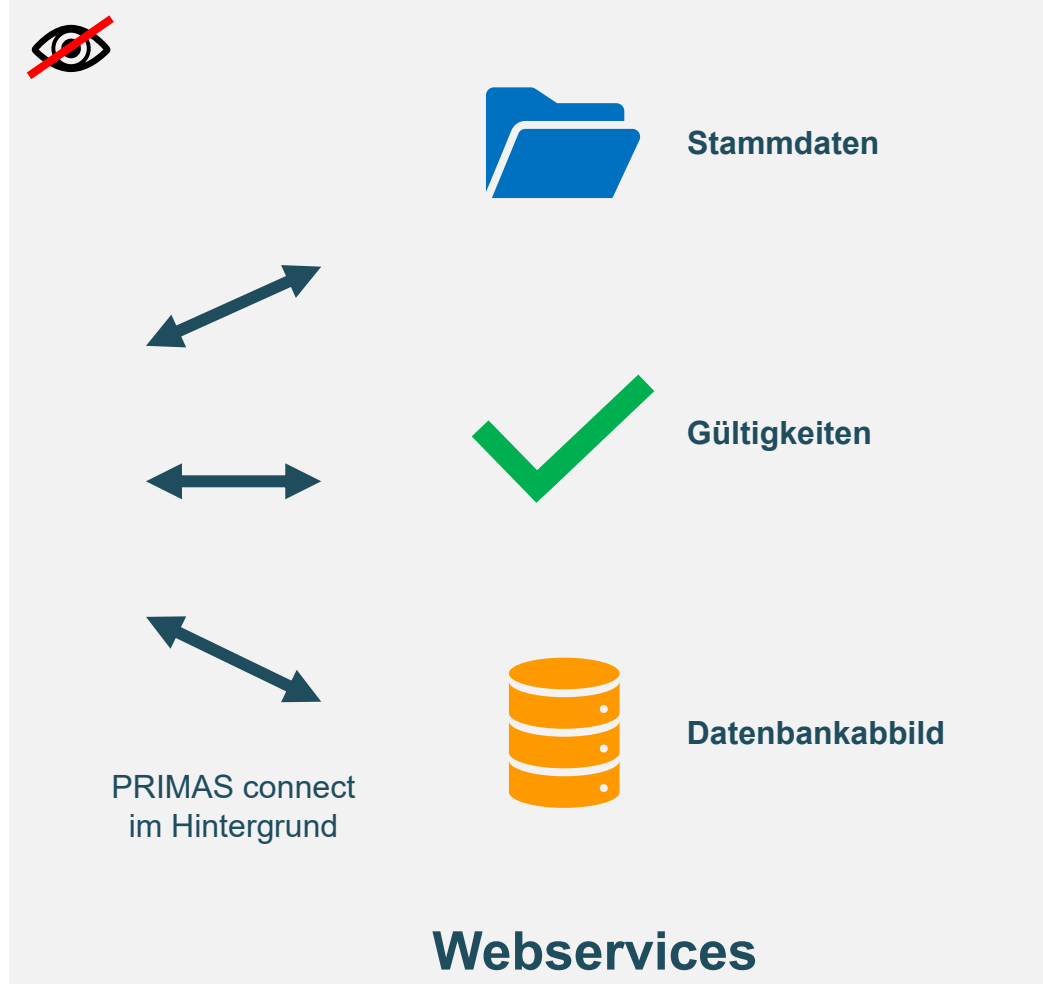 Stammdaten
Gültigkeiten
Datenbankabbild
PRIMAS connect
im Hintergrund
Webservices